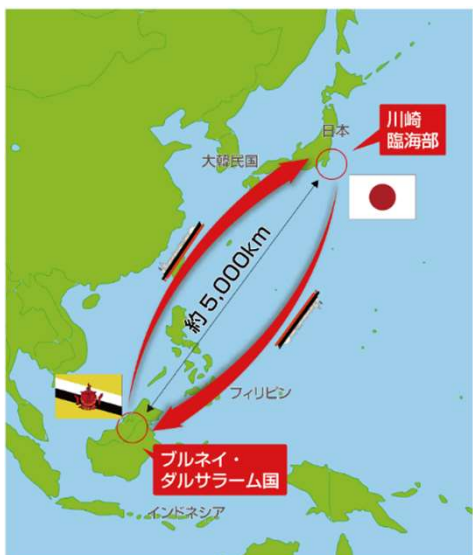 川崎
臨海部
日本
大韓民国
約5,000km
フィリピン
ブルネイ・
ダルサラーム国
インドネシア